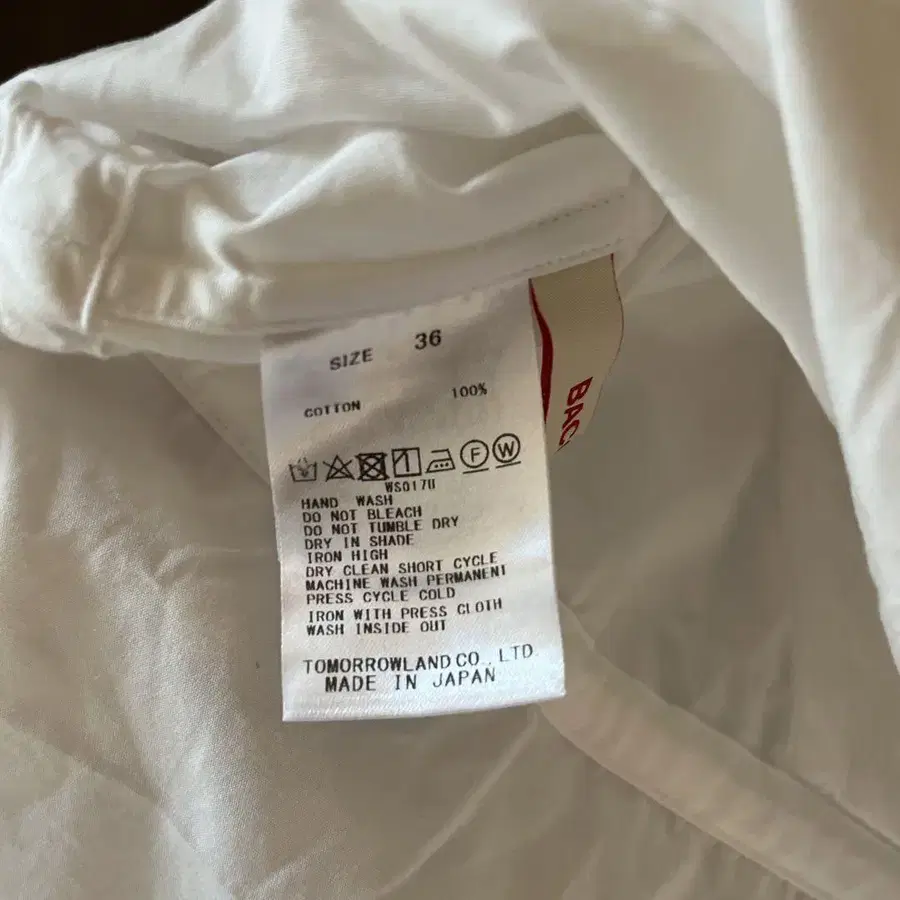 SIZE 36
COTTON 100%
F W
WS017U
HAND WASH
DO NOT BLEACH
DO NOT TUMBLE DRY
DRY IN SHADE
IRON HIGH
DRY CLEAN SHORT CYCLE
MACHINE WASH PERMANENT
PRESS CYCLE COLD
IRON WITH PRESS CLOTH
WASH INSIDE OUT
TOMORROWLAND CO., LTD.
MADE IN JAPAN
BAC